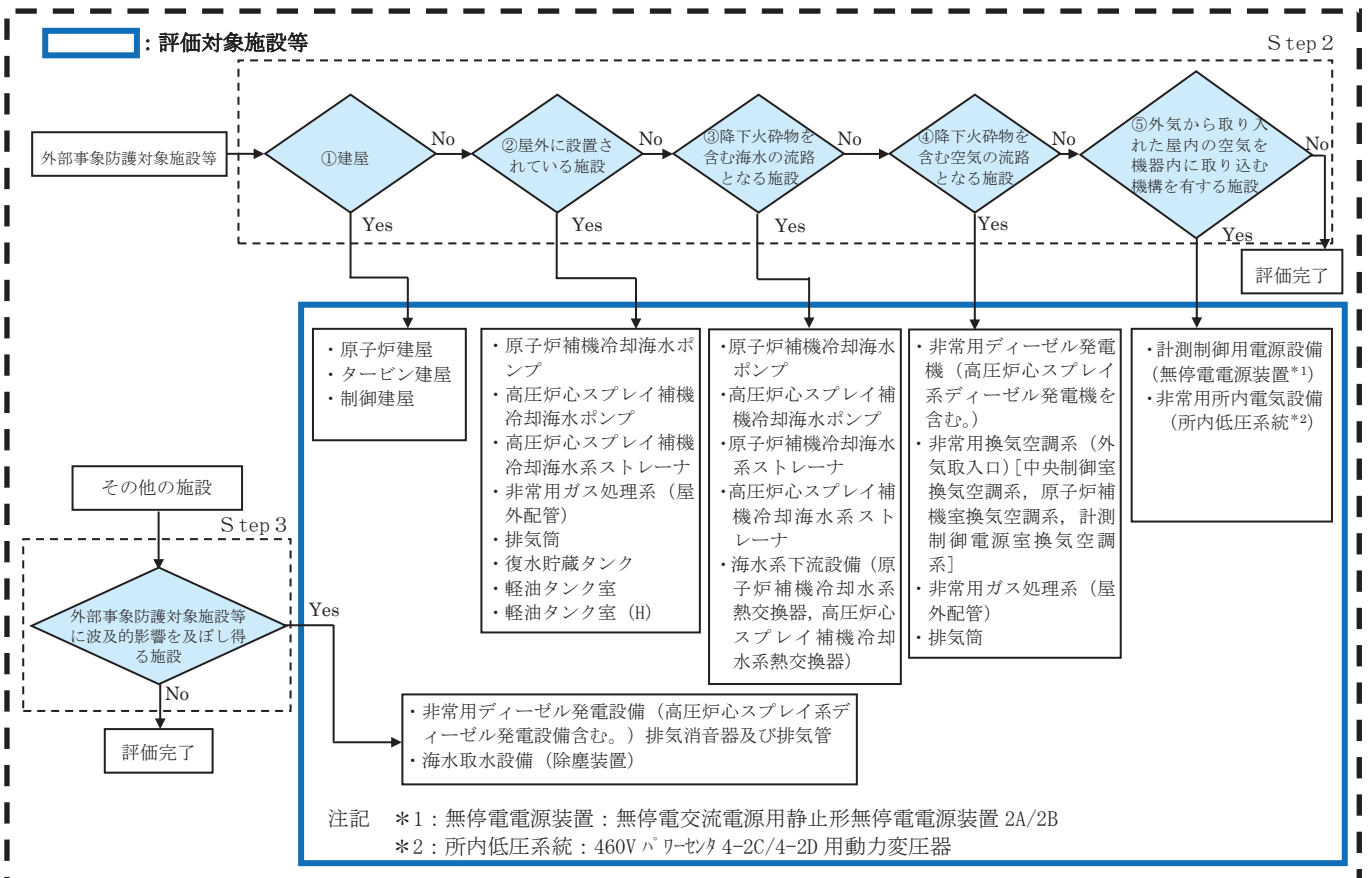 ：評価対象施設等
Step2
外部事象防護対象施設等
①建屋
No
②屋外に設置さ
れている施設
No
③降下火砕物を
含む海水の流路
となる施設
No
④降下火砕物を
含む空気の流路
となる施設
No
⑤外気から取り入
れた屋内の空気を
機器内に取り込む
機構を有する施設
No
Yes
Yes
Yes
Yes
Yes
評価完了
・原子炉建屋
・タービン建屋
・制御建屋
・原子炉補機冷却海水ポ
ンプ
・高圧炉心スプレイ補機
冷却海水ポンプ
・高圧炉心スプレイ補機
冷却海水系ストレーナ
・非常用ガス処理系（屋
外配管）
・排気筒
・復水貯蔵タンク
・軽油タンク室
・軽油タンク室 (H)
・原子炉補機冷却海水
ポンプ
・高圧炉心スプレイ補
機冷却海水ポンプ
・原子炉補機冷却海水
系ストレーナ
・高圧炉心スプレイ補
機冷却海水系スト
レーナ
・海水系下流設備（原
子炉補機冷却水系
熱交換器，高圧炉心
スプレイ補機冷却
水系熱交換器）
・非常用ディーゼル発電
機（高圧炉心スプレイ
系ディーゼル発電機を
含む。）
・非常用換気空調系（外
気取入口）[中央制御室
換気空調系，原子炉補
機室換気空調系，計測
制御電源室換気空調
系]
・非常用ガス処理系（屋
外配管）
・排気筒
・計測制御用電源設備
（無停電電源装置*1）
・非常用所内電気設備
（所内低圧系統*2）
その他の施設
Step3
外部事象防護対象施設等
に波及的影響を及ぼし得
る施設
Yes
No
評価完了
・非常用ディーゼル発電設備（高圧炉心スプレイ系デ
ィーゼル発電設備含む。）排気消音器及び排気管
・海水取水設備（除塵装置）
注記　＊1：無停電電源装置：無停電交流電源用静止形無停電電源装置 2A/2B
＊2：所内低圧系統：460V ﾊﾟﾜｰｾﾝﾀ 4-2C/4-2D 用動力変圧器